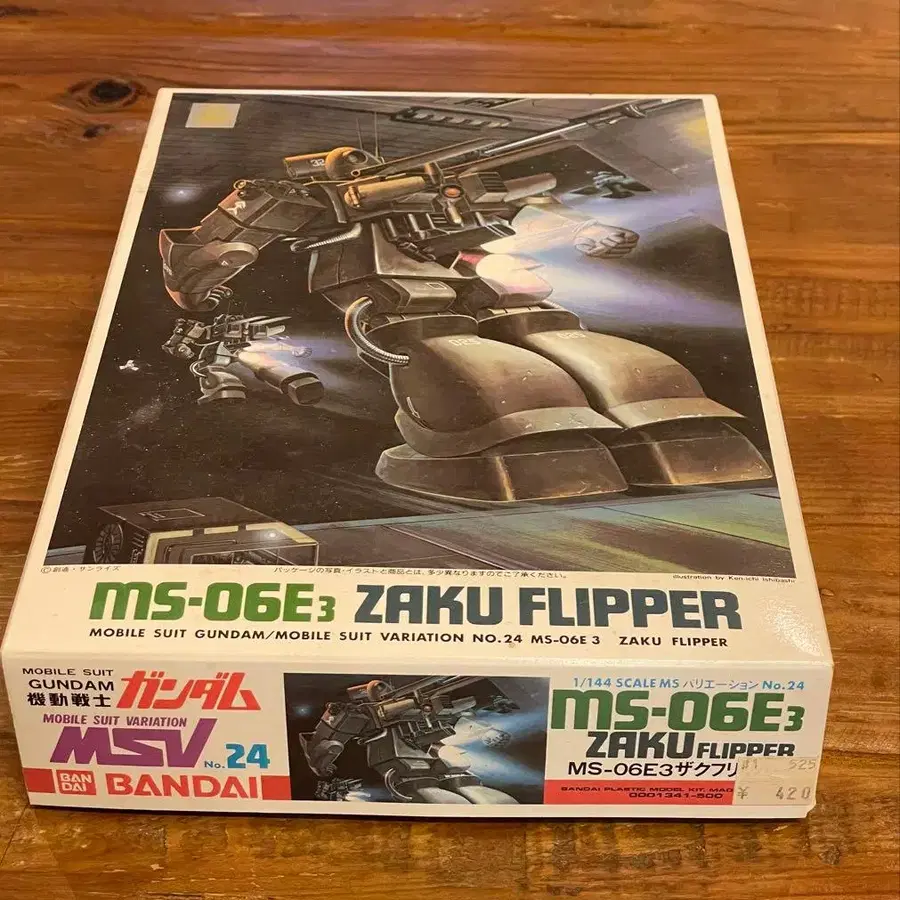 32
025
©創通・サンライズ
パッケージの写真・イラストと商品とは、多少異なりますのでご了承ください。
Illustration by Ken-ichi Ishibashi
MS-06E3 ZAKU FLIPPER
MOBILE SUIT GUNDAM/MOBILE SUIT VARIATION NO.24 MS-06E3 ZAKU FLIPPER
MOBILE SUIT
GUNDAM
機動戦士
ガンダム
MOBILE SUIT VARIATION
MSV No.24
BAN
DAI
BANDAI
1/144 SCALE MS バリエーション No.24
MS-06E3
ZAKU FLIPPER
MS-06E3ザクフリ
BANDAI PLASTIC MODEL KIT. MAD
0001341-500
525
¥ 420